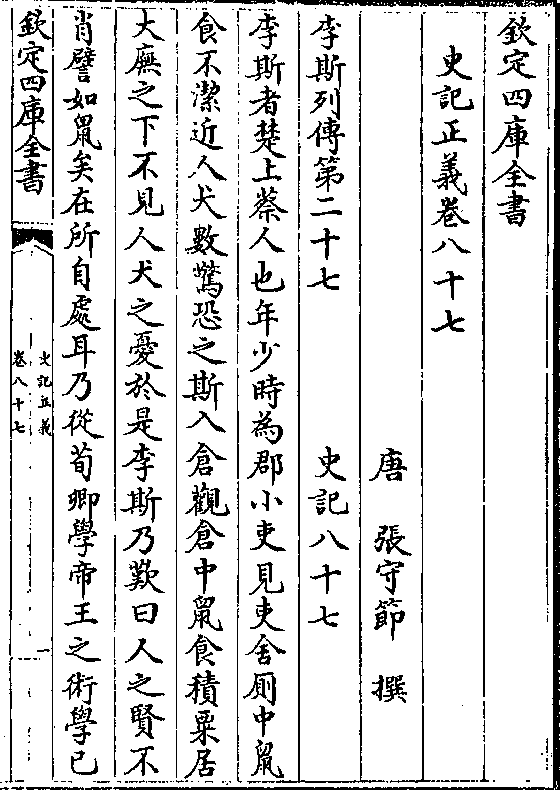 欽定四庫全書
史記正義卷八十七
唐 張守節 撰
李斯列傳第二十七 史記八十七
李斯者楚上蔡人也年少時為郡小吏見吏舍厠中鼠
食不潔近人犬數驚恐之斯入倉觀倉中鼠食積粟居
大廡之下不見人犬之憂於是李斯乃歎曰人之賢不
肖譬如鼠矣在所自處耳乃從荀卿學帝王之術學已
欽定四庫全書
史記正義
卷八十七
一